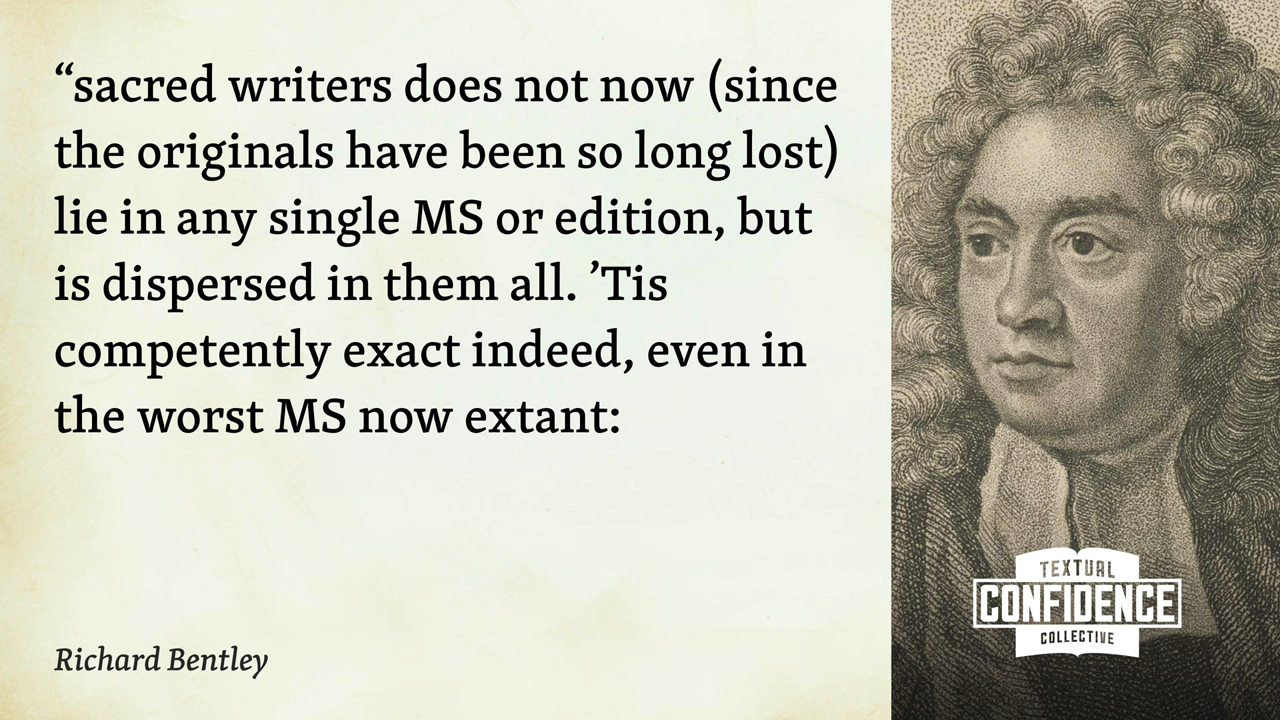 “sacred writers does not now (since
the originals have been so long lost)
lie in any single MS or edition, but
is dispersed in them all. ’Tis
competently exact indeed, even in
the worst MS now extant:
Richard Bentley
TEXTUAL
CONFIDENCE
COLLECTIVE